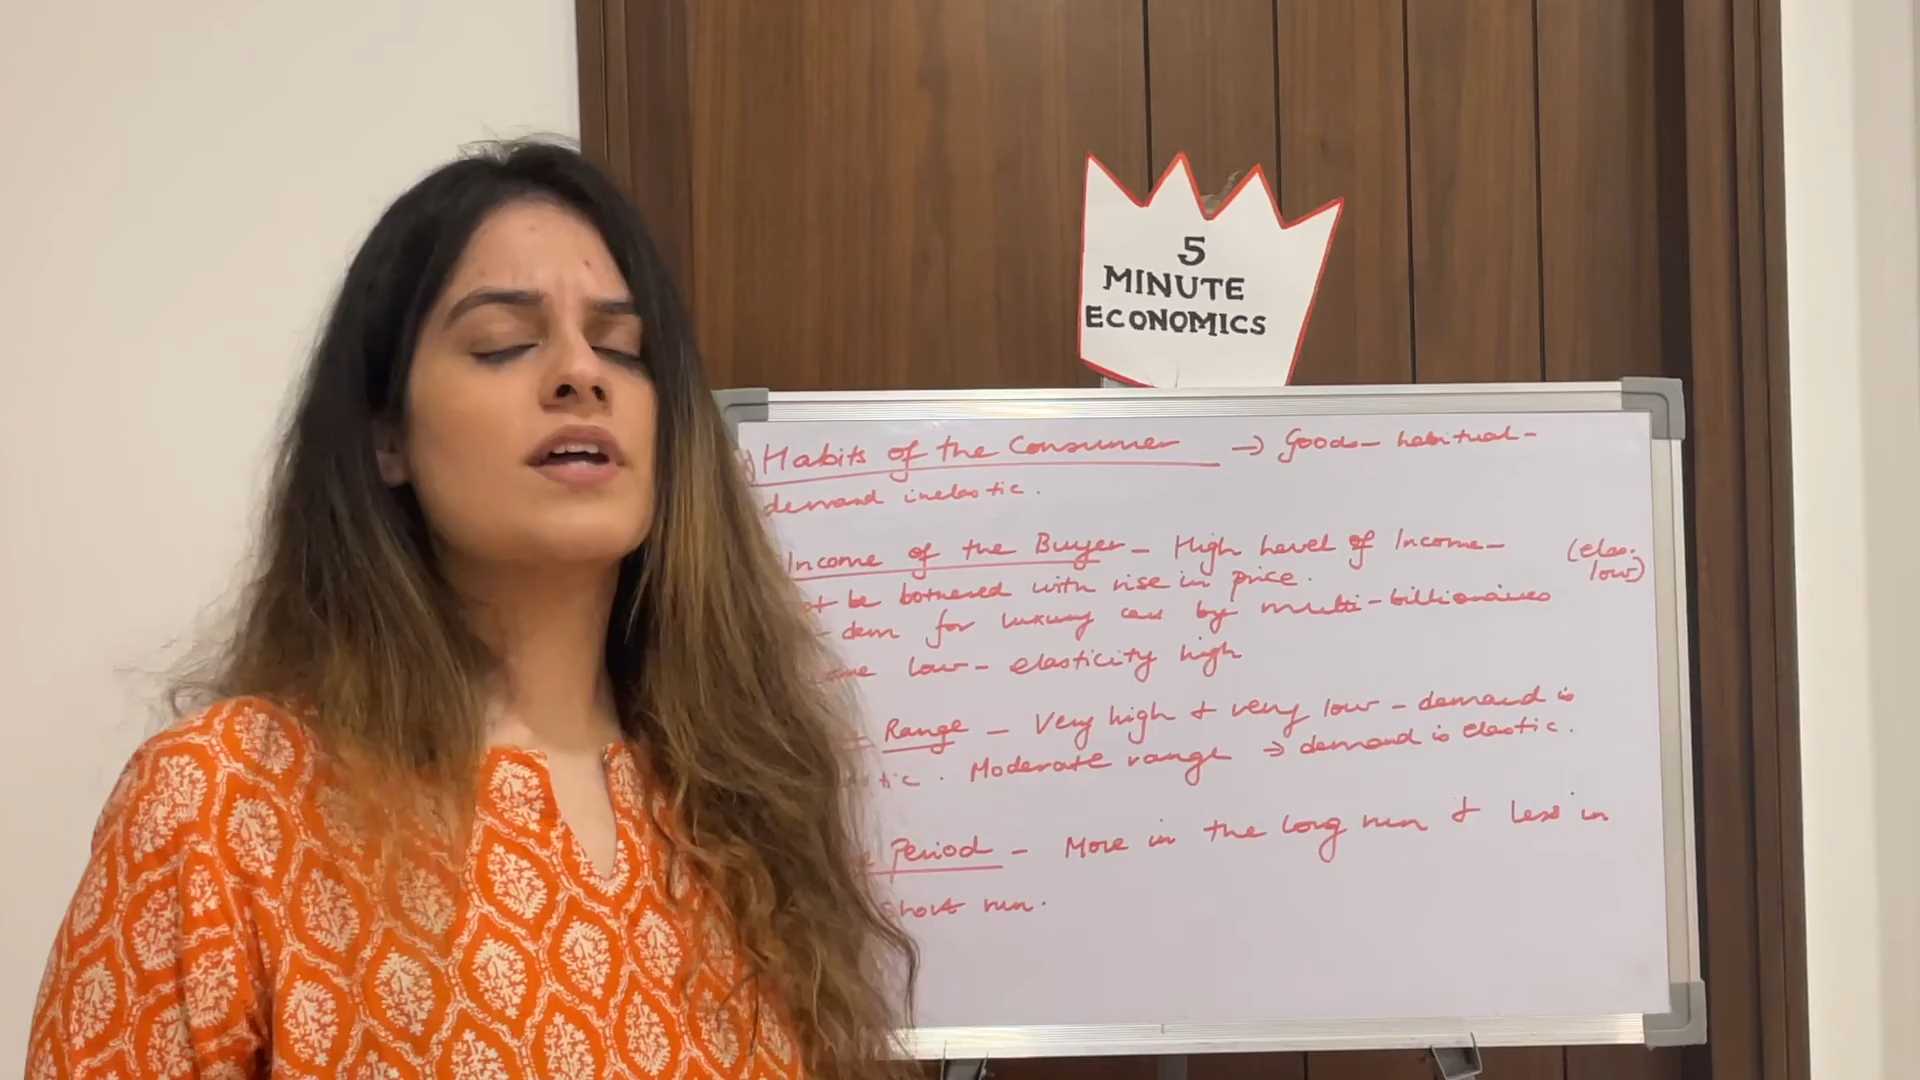 5
MINUTE
ECONOMICS
Habits of the Consumer → Goods - habitual -
demand inelastic.
Income of the Buyer - High Level of Income - (elas.
low)
be bothered with rise in price.
dem for luxury cars by multi-billionaires
low - elasticity high
Range - Very high & very low - demand is
tic. Moderate range → demand is elastic.
Period - More in the long run & less in
short run.